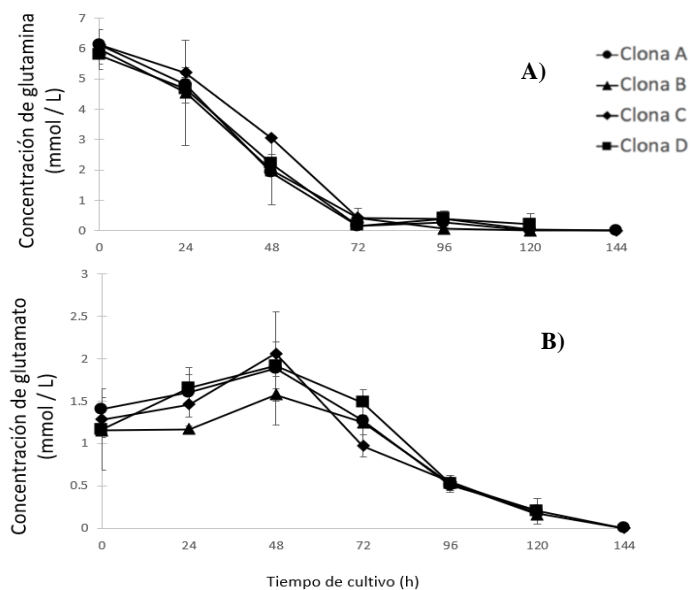 Concentración de glutamina
(mmol / L)
7
6
5
4
3
2
1
0
0 24 48 72 96 120 144
A)
Clona A
Clona B
Clona C
Clona D
Concentración de glutamato
(mmol / L)
3
2.5
2
1.5
1
0.5
0
0 24 48 72 96 120 144
B)
Tiempo de cultivo (h)